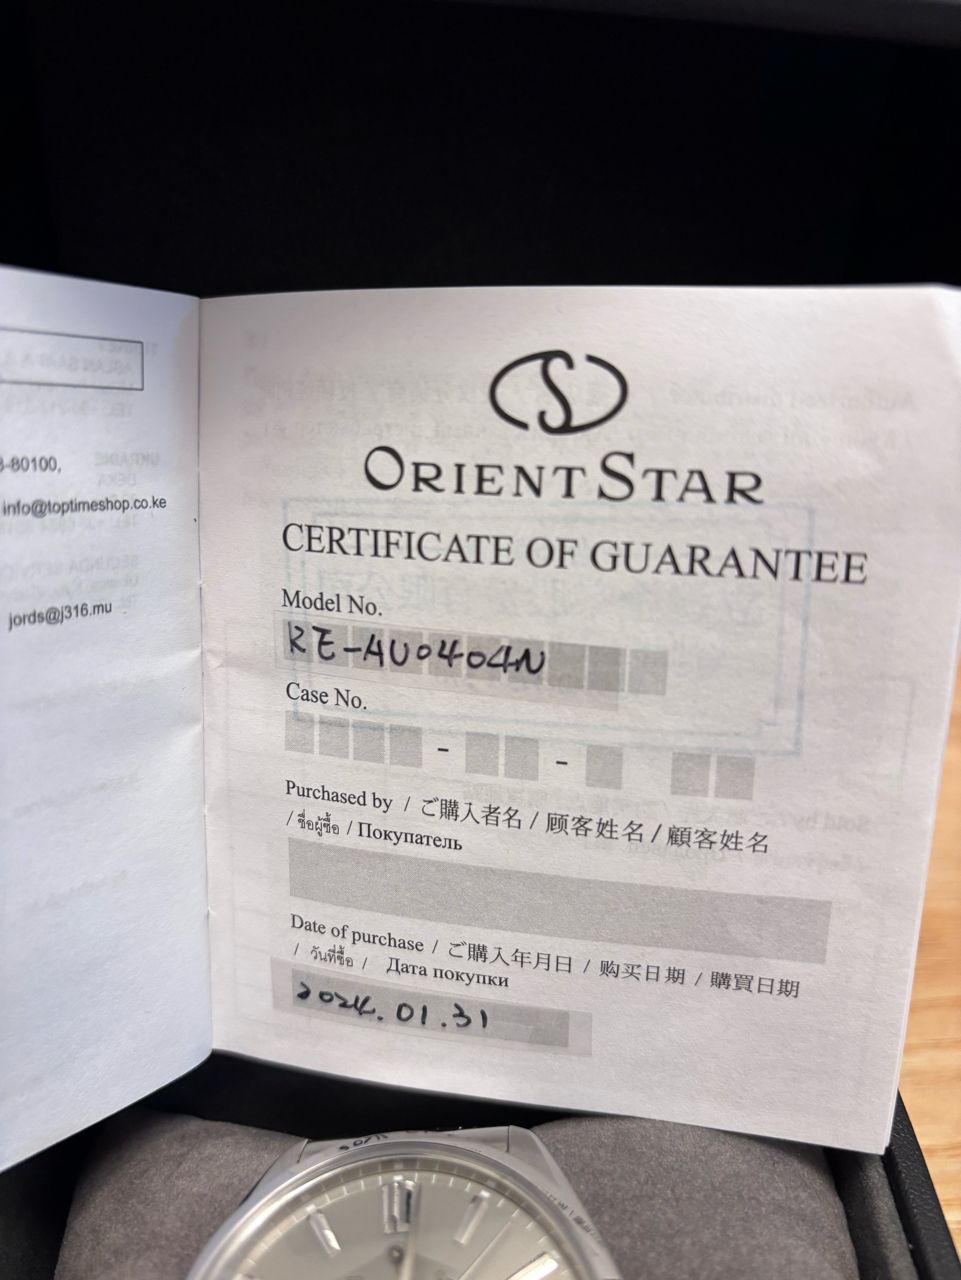 3-80100,
info@toptimeshop.co.ke
jords@j316.mu
ORIENT STAR
CERTIFICATE OF GUARANTEE
Model No.
RE-AU0404N
Case No.
- -
Purchased by / ご購入者名 / 顾客姓名 / 顧客姓名
/ ชื่อผู้ซื้อ / Покупатель
Date of purchase / ご購入年月日 / 购买日期 / 購買日期
/ วันที่ซื้อ / Дата покупки
2024.01.31